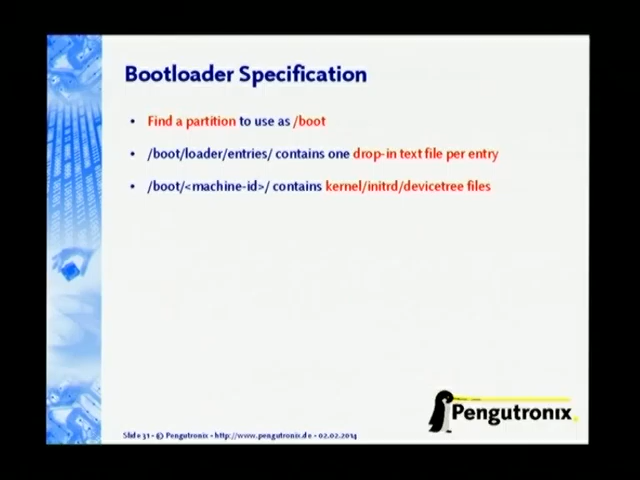 Bootloader Specification
• Find a partition to use as /boot
• /boot/loader/entries/ contains one drop-in text file per entry
• /boot/<machine-id>/ contains kernel/initrd/devicetree files
Pengutronix
Slide 31 - © Pengutronix - http://www.pengutronix.de - 02.02.2014